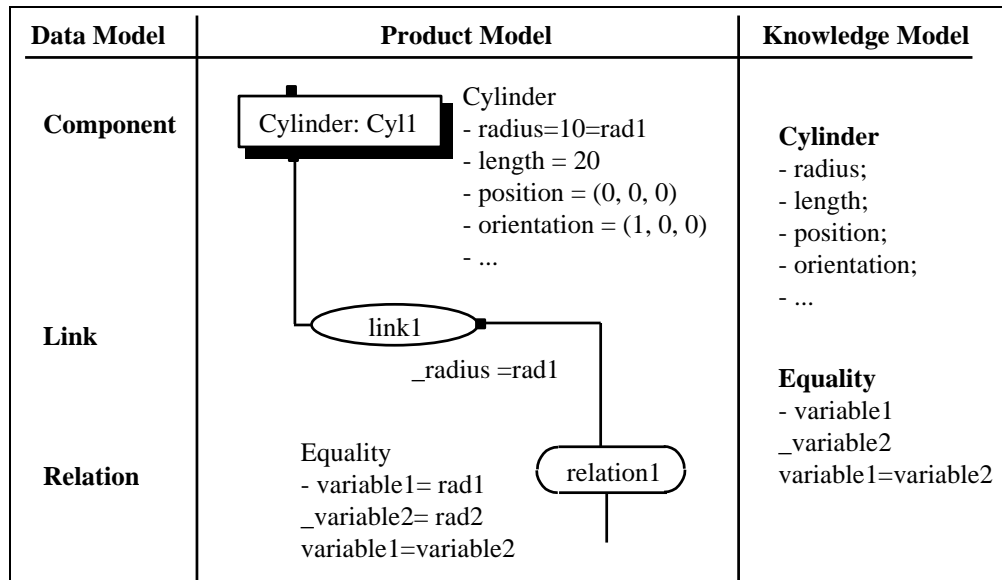 Data Model
Product Model
Knowledge Model
Component
Cylinder: Cyl1
Cylinder
- radius=10=rad1
- length = 20
- position = (0, 0, 0)
- orientation = (1, 0, 0)
- ...
Cylinder
- radius;
- length;
- position;
- orientation;
- ...
Link
link1
_radius =rad1
Equality
- variable1
_variable2
variable1=variable2
Relation
Equality
- variable1= rad1
_variable2= rad2
variable1=variable2
relation1